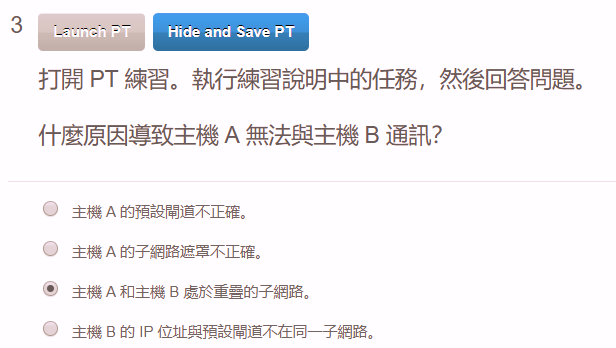 3
Launch PT Hide and Save PT
打開 PT 練習。執行練習說明中的任務，然後回答問題。
什麼原因導致主機 A 無法與主機 B 通訊？
主機 A 的預設閘道不正確。
主機 A 的子網路遮罩不正確。
主機 A 和主機 B 處於重疊的子網路。
主機 B 的 IP 位址與預設閘道不在同一子網路。